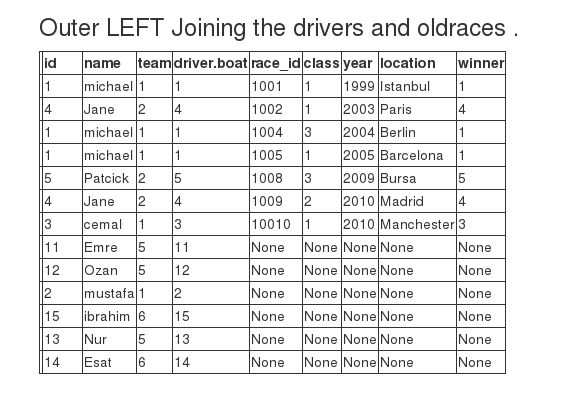 Outer LEFT Joining the drivers and oldraces .
id name team driver.boat race_id class year location winner
1 michael 1 1 1001 1 1999 Istanbul 1
4 Jane 2 4 1002 1 2003 Paris 4
1 michael 1 1 1004 3 2004 Berlin 1
1 michael 1 1 1005 1 2005 Barcelona 1
5 Patcick 2 5 1008 3 2009 Bursa 5
4 Jane 2 4 1009 2 2010 Madrid 4
3 cemal 1 3 10010 1 2010 Manchester 3
11 Emre 5 11 None None None None None
12 Ozan 5 12 None None None None None
2 mustafa 1 2 None None None None None
15 ibrahim 6 15 None None None None None
13 Nur 5 13 None None None None None
14 Esat 6 14 None None None None None